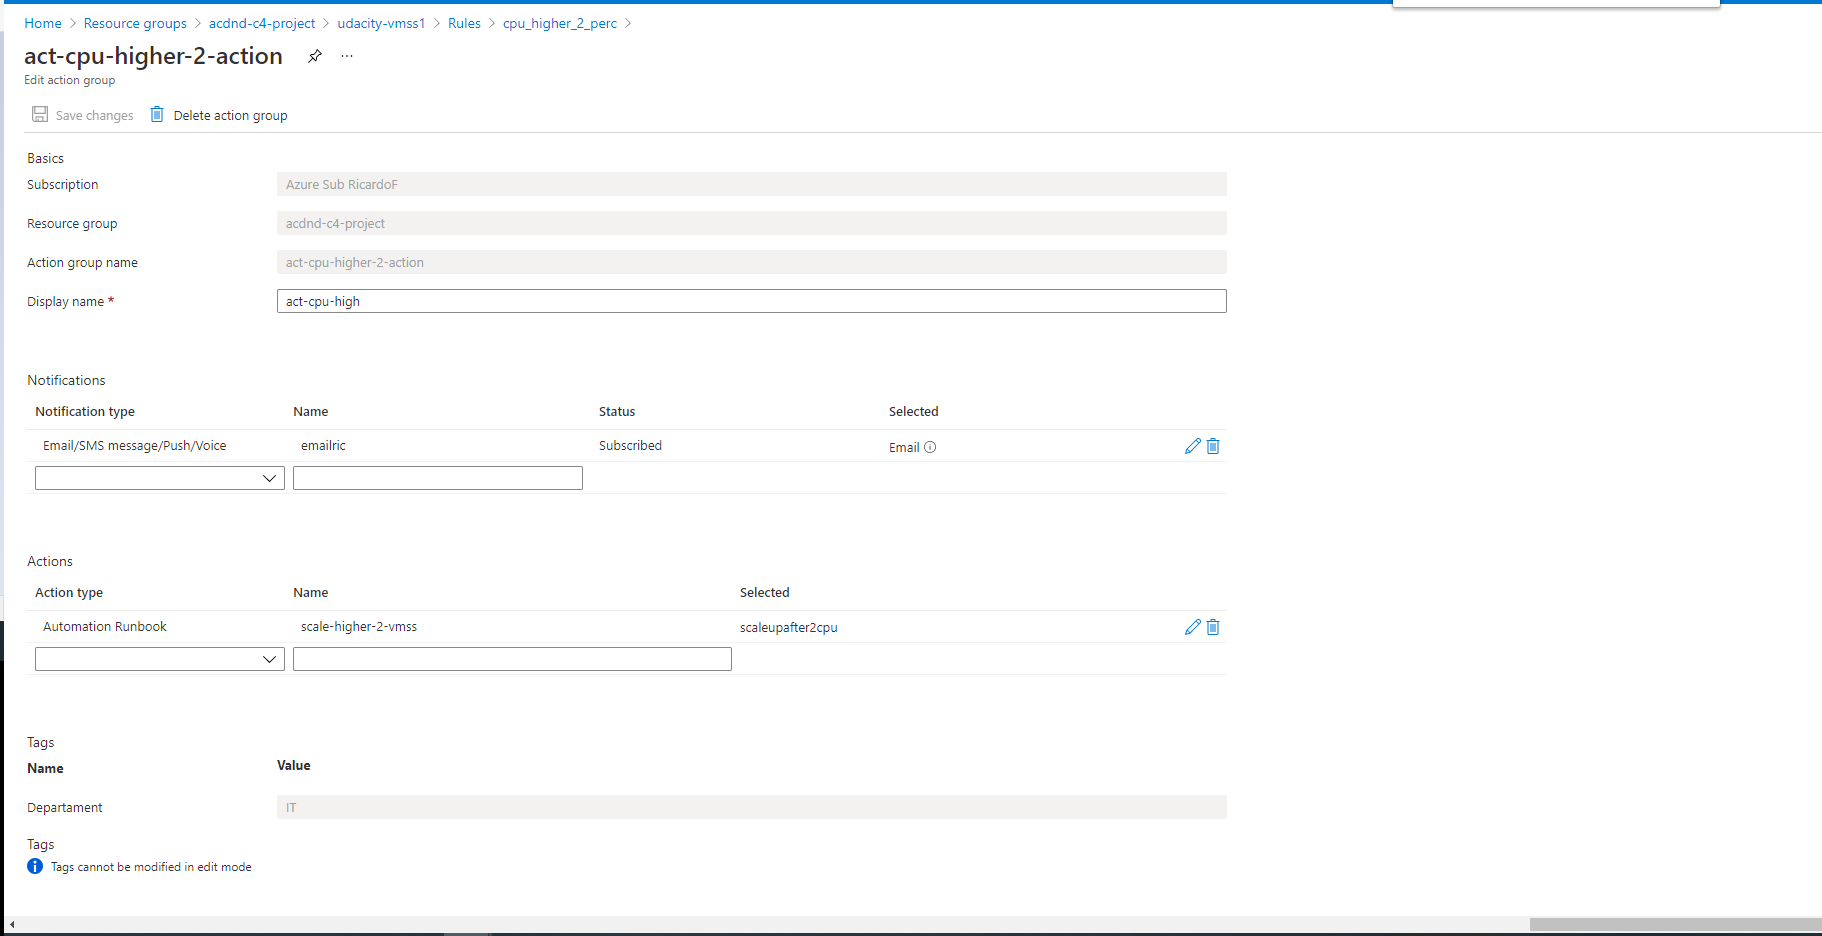 Home > Resource groups > acdnd-c4-project > udacity-vmss1 > Rules > cpu_higher_2_perc >
act-cpu-higher-2-action ...
Edit action group
Save changes Delete action group
Basics
Subscription Azure Sub RicardoF
Resource group acdnd-c4-project
Action group name act-cpu-higher-2-action
Display name * act-cpu-high
Notifications
Notification type Name Status Selected
Email/SMS message/Push/Voice emailric Subscribed Email
Actions
Action type Name Selected
Automation Runbook scale-higher-2-vmss scaleupafter2cpu
Tags
Name Value
Departament IT
Tags
Tags cannot be modified in edit mode